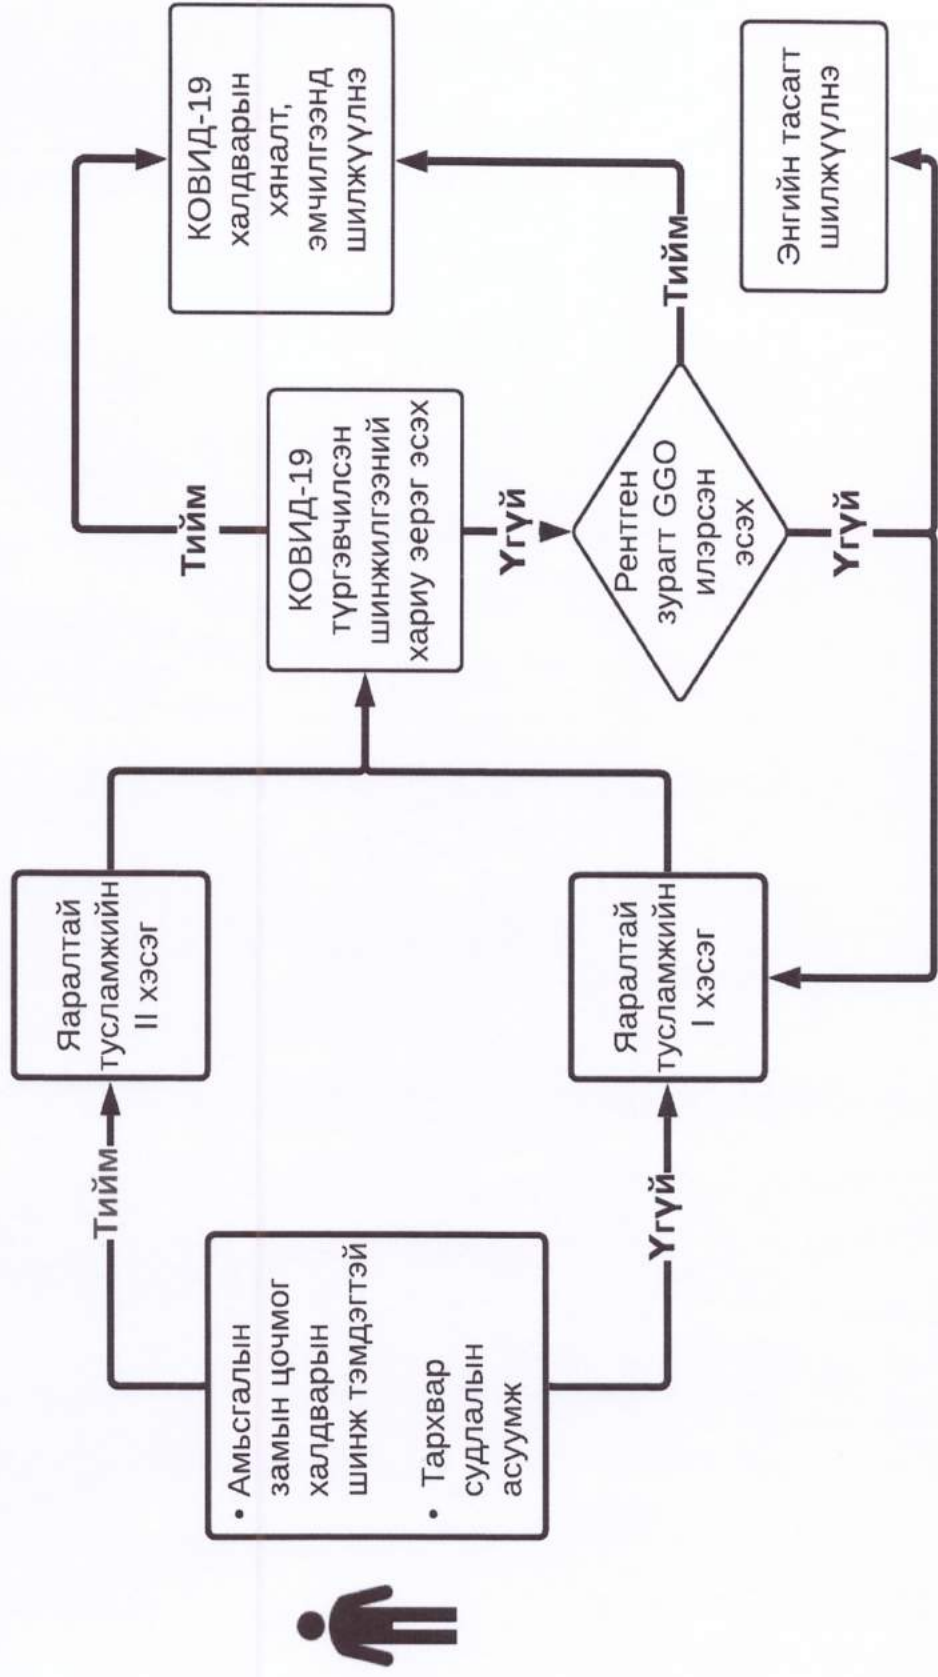 • Амьсгалын
замын цочмог
халдварын
шинж тэмдэгтэй
• Тархвар
судлалын
асуумж
Тийм
Үгүй
Яаралтай
тусламжийн
II хэсэг
Яаралтай
тусламжийн
I хэсэг
КОВИД-19
түргэвчилсэн
шинжилгээний
хариу эерэг эсэх
Тийм
Үгүй
Рентген
зурагт GGO
илэрсэн
эсэх
Тийм
Үгүй
КОВИД-19
халдварын
хяналт,
эмчилгээнд
шилжүүлнэ
Энгийн тасагт
шилжүүлнэ